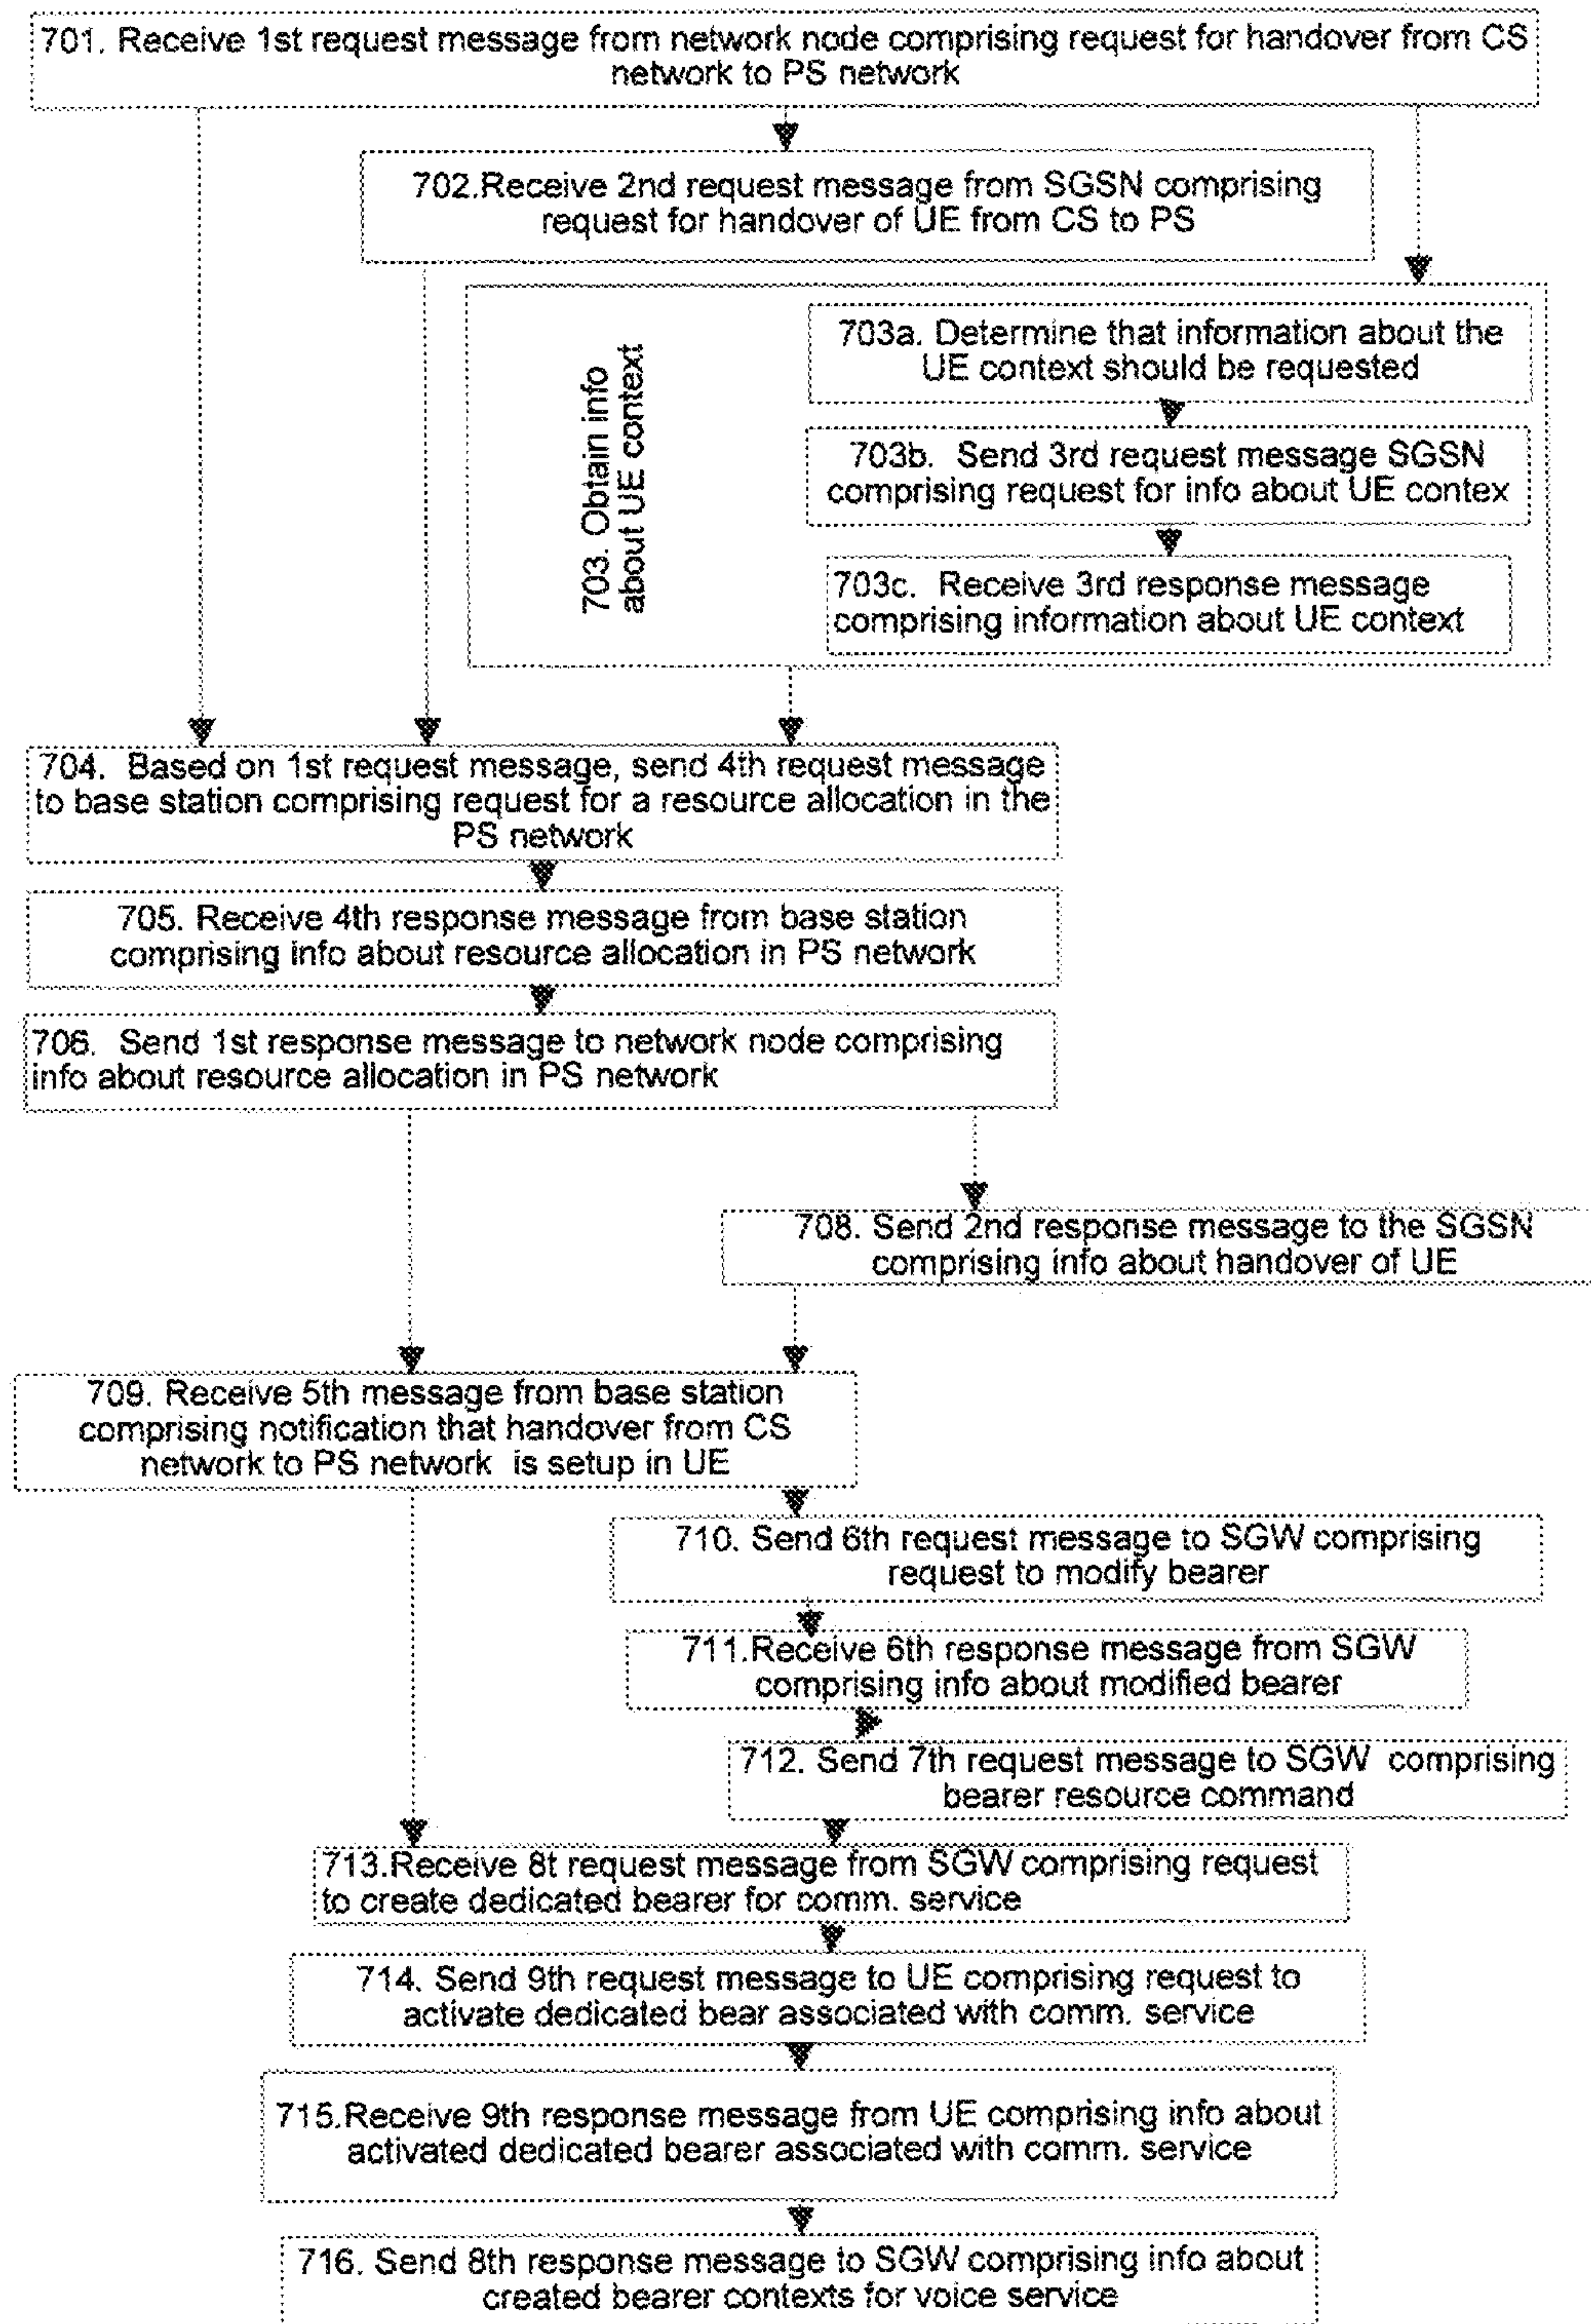 701. Receive 1st request message from network node comprising request for handover from CS
network to PS network
702.Receive 2nd request message from SGSN comprising
request for handover of UE from CS to PS
703. Obtain info
about UE context
703a. Determine that information about the
UE context should be requested
703b. Send 3rd request message SGSN
comprising request for info about UE contex
703c. Receive 3rd response message
comprising information about UE context
704. Based on 1st request message, send 4th request message
to base station comprising request for a resource allocation in the
PS network
705. Receive 4th response message from base station
comprising info about resource allocation in PS network
706. Send 1st response message to network node comprising
info about resource allocation in PS network
708. Send 2nd response message to the SGSN
comprising info about handover of UE
709. Receive 5th message from base station
comprising notification that handover from CS
network to PS network is setup in UE
710. Send 6th request message to SGW comprising
request to modify bearer
711.Receive 6th response message from SGW
comprising info about modified bearer
712. Send 7th request message to SGW comprising
bearer resource command
713.Receive 8t request message from SGW comprising request
to create dedicated bearer for comm. service
714. Send 9th request message to UE comprising request to
activate dedicated bear associated with comm. service
715.Receive 9th response message from UE comprising info about
activated dedicated bearer associated with comm. service
716. Send 8th response message to SGW comprising info about
created bearer contexts for voice service